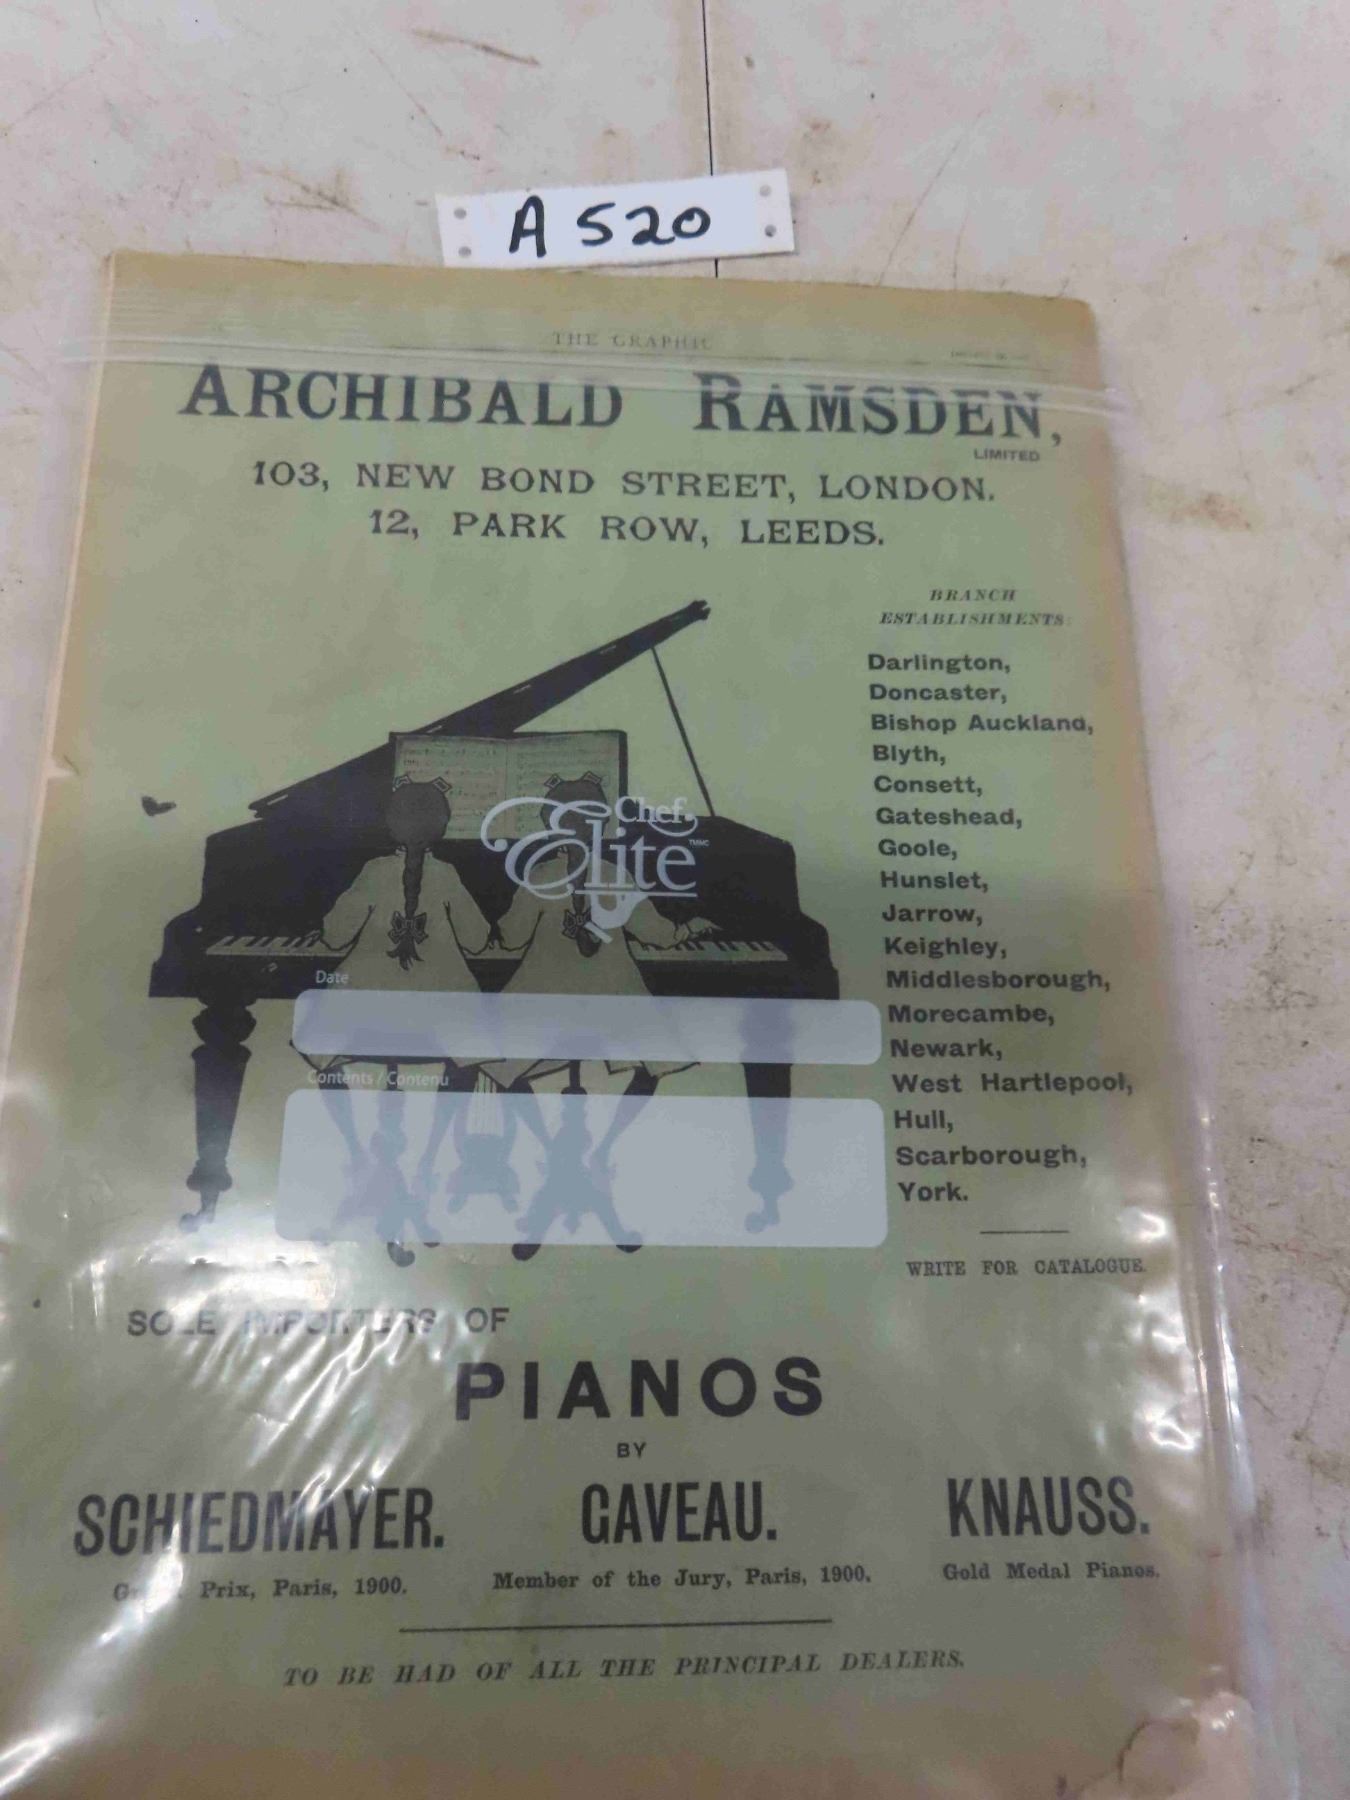 A 520
THE GRAPHIC
ARCHIBALD RAMSDEN,
LIMITED
103, NEW BOND STREET, LONDON.
12, PARK ROW, LEEDS.
BRANCH
ESTABLISHMENTS:
Darlington,
Doncaster,
Bishop Auckland,
Blyth,
Consett,
Gateshead,
Goole,
Hunslet,
Jarrow,
Keighley,
Middlesborough,
Morecambe,
Newark,
West Hartlepool,
Hull,
Scarborough,
York.
WRITE FOR CATALOGUE.
Chef
Elite
Date
Contents / Contenu
SOLE IMPORTERS OF
PIANOS
BY
SCHIEDMAYER.
Prix, Paris, 1900.
GAVEAU.
Member of the Jury, Paris, 1900.
KNAUSS.
Gold Medal Pianos.
TO BE HAD OF ALL THE PRINCIPAL DEALERS.